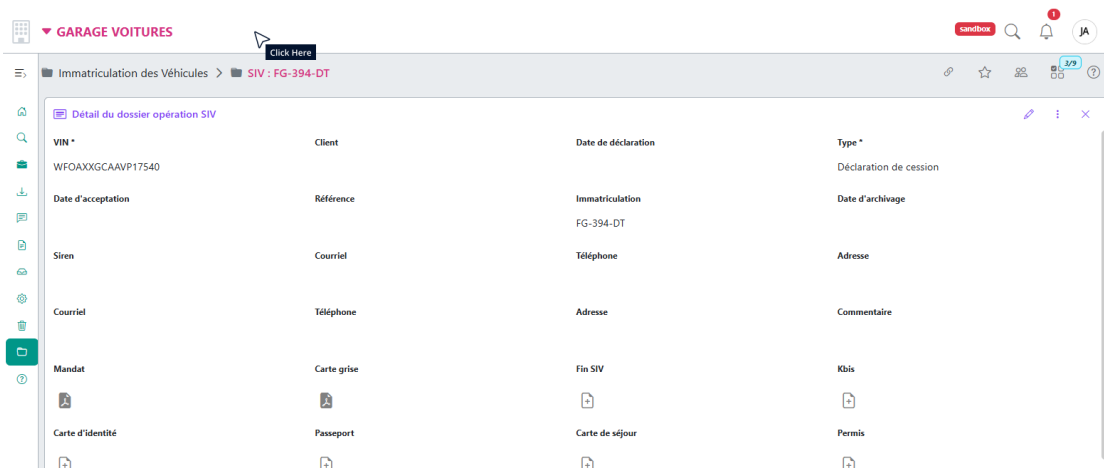 GARAGE VOITURES
sandbox
1
JA
Click Here
Immatriculation des Véhicules > SIV : FG-394-DT
3/9
Détail du dossier opération SIV
VIN * Client Date de déclaration Type *
WFOAXXGCAAVP17540 Déclaration de cession
Date d'acceptation Référence Immatriculation Date d'archivage
FG-394-DT
Siren Courriel Téléphone Adresse
Courriel Téléphone Adresse Commentaire
Mandat Carte grise Fin SIV Kbis
Carte d'identité Passeport Carte de séjour Permis